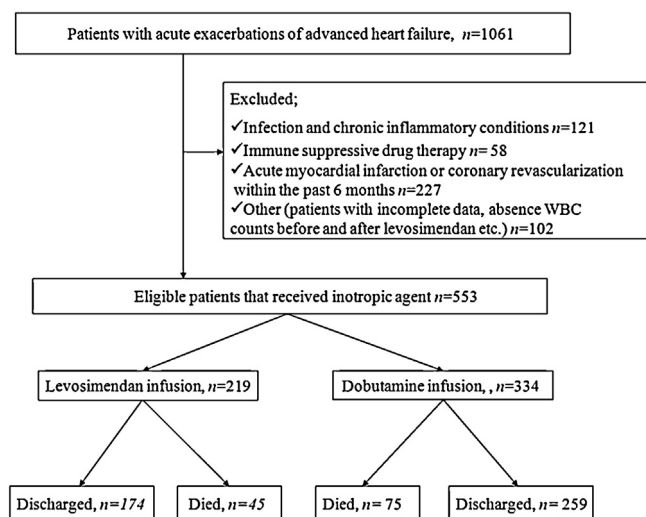 Patients with acute exacerbations of advanced heart failure, n=1061
Excluded;
✓Infection and chronic inflammatory conditions n=121
✓Immune suppressive drug therapy n= 58
✓Acute myocardial infarction or coronary revascularization
within the past 6 months n=227
✓Other (patients with incomplete data, absence WBC
counts before and after levosimendan etc.) n=102
Eligible patients that received inotropic agent n=553
Levosimendan infusion, n=219
Dobutamine infusion, , n=334
Discharged, n=174
Died, n=45
Died, n= 75
Discharged, n= 259